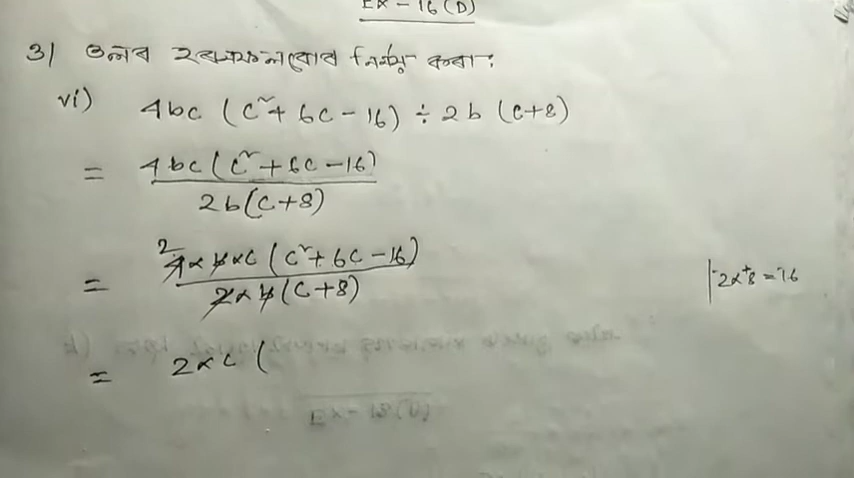 Ex - 16 (D)
3) তলৰ হৰণফলবোৰ নিৰ্ণয় কৰা:
vi) 4bc (c² + 6c - 16) ÷ 2b (c+8)
= 4bc (c² + 6c - 16) / 2b(c+8)
= 2 4×b×c (c² + 6c - 16) / 2×b (c+8) | -2×+8 = -16
= 2×c (